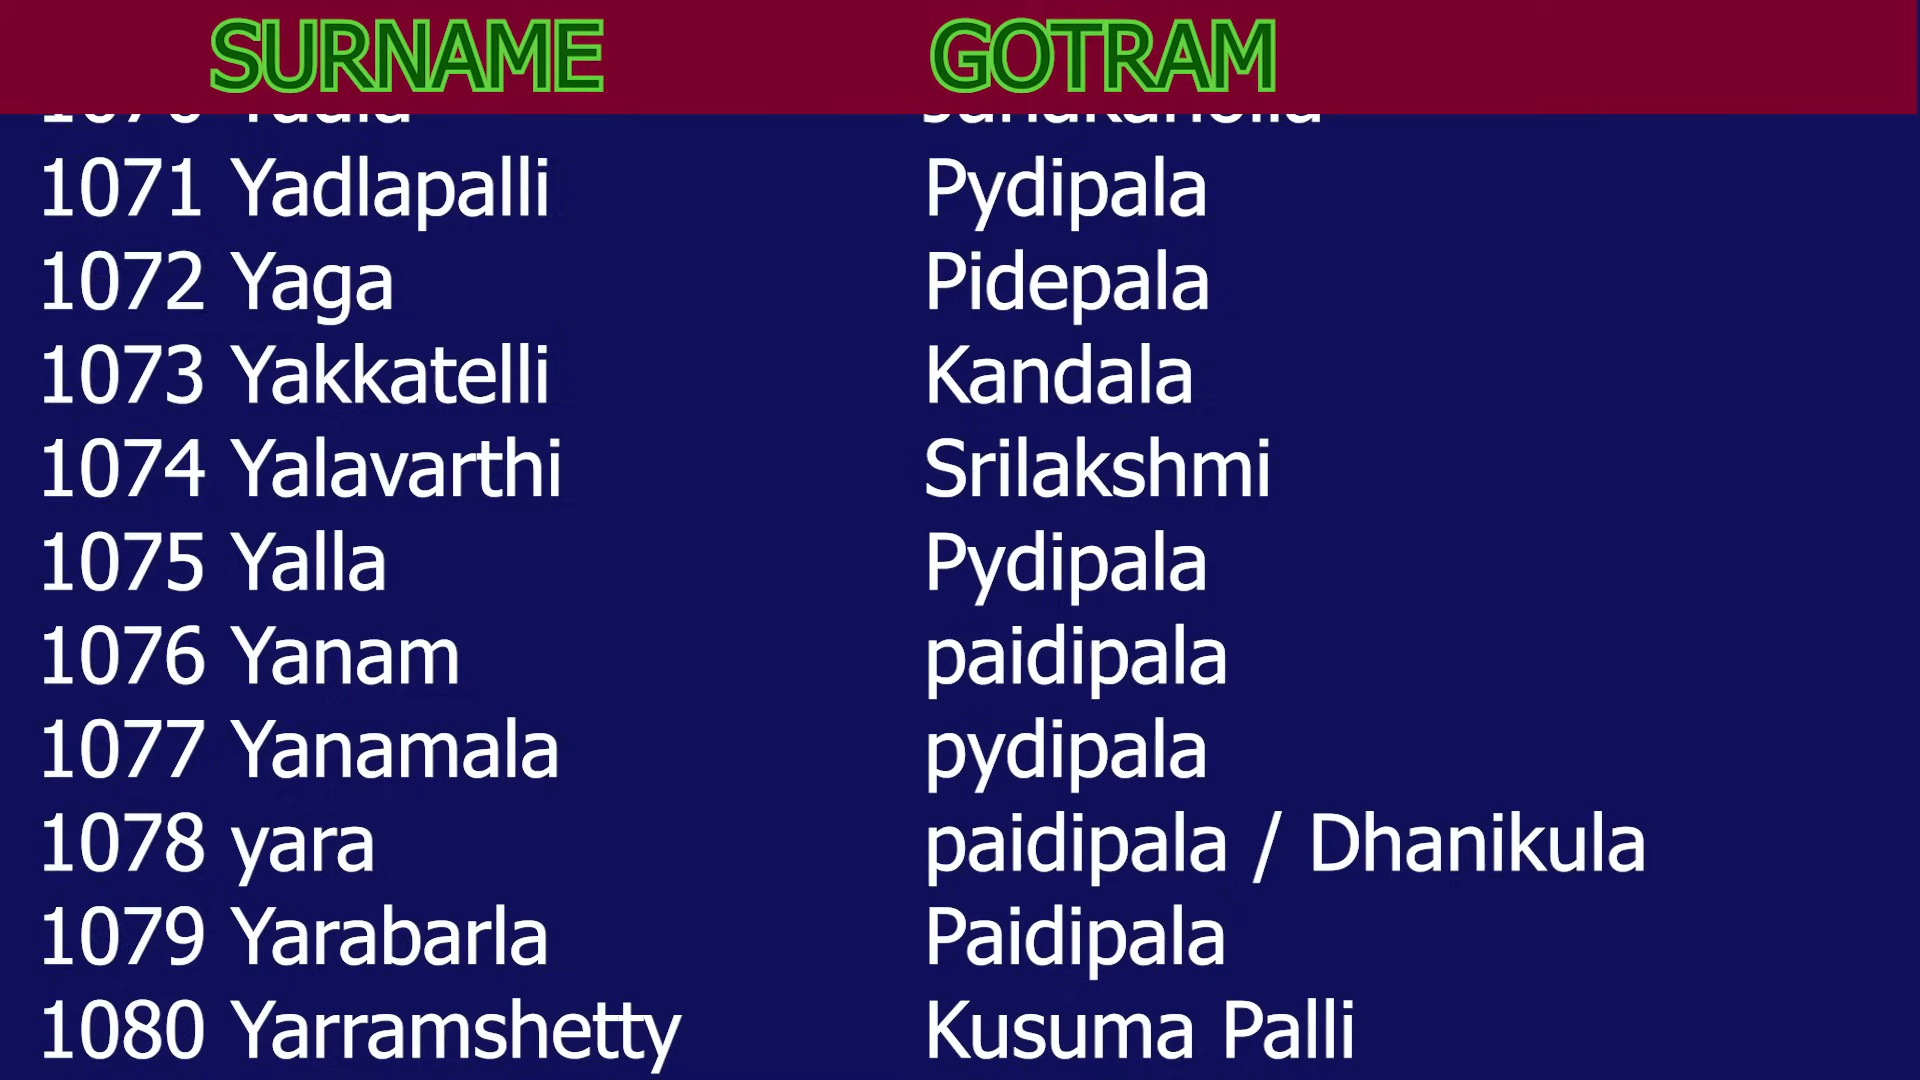 SURNAME GOTRAM
1071 Yadlapalli Pydipala
1072 Yaga Pidepala
1073 Yakkatelli Kandala
1074 Yalavarthi Srilakshmi
1075 Yalla Pydipala
1076 Yanam paidipala
1077 Yanamala pydipala
1078 yara paidipala / Dhanikula
1079 Yarabarla Paidipala
1080 Yarramshetty Kusuma Palli